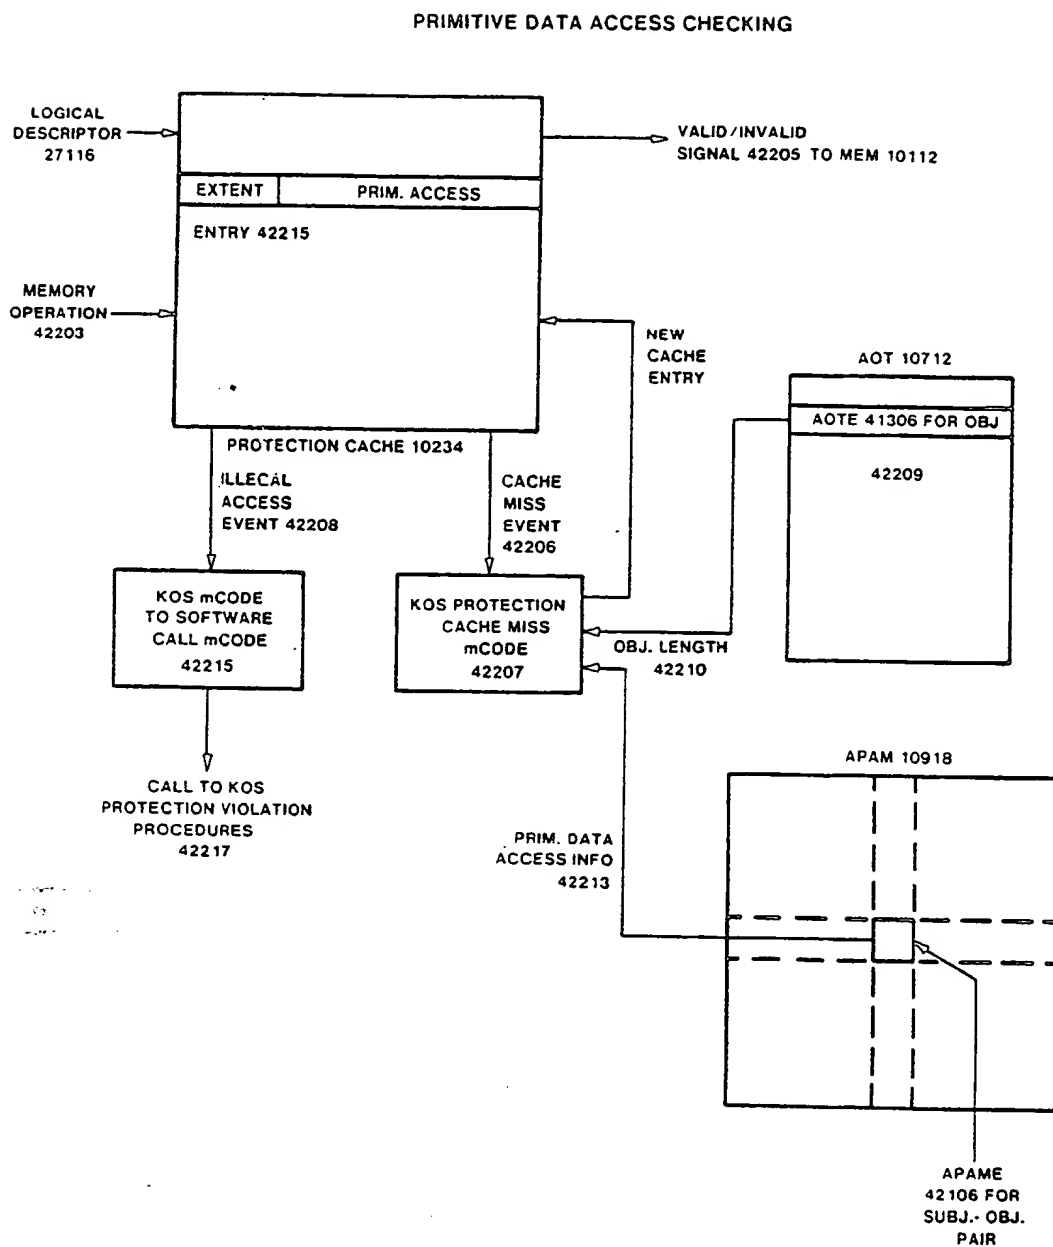 PRIMITIVE DATA ACCESS CHECKING
LOGICAL
DESCRIPTOR
27116
VALID/INVALID
SIGNAL 42205 TO MEM 10112
EXTENT
PRIM. ACCESS
ENTRY 42215
MEMORY
OPERATION
42203
NEW
CACHE
ENTRY
AOT 10712
AOTE 41306 FOR OBJ
42209
PROTECTION CACHE 10234
ILLECAL
ACCESS
EVENT 42208
CACHE
MISS
EVENT
42206
KOS mCODE
TO SOFTWARE
CALL mCODE
42215
KOS PROTECTION
CACHE MISS
mCODE
42207
OBJ. LENGTH
42210
CALL TO KOS
PROTECTION VIOLATION
PROCEDURES
42217
APAM 10918
PRIM. DATA
ACCESS INFO
42213
APAME
42106 FOR
SUBJ.- OBJ.
PAIR